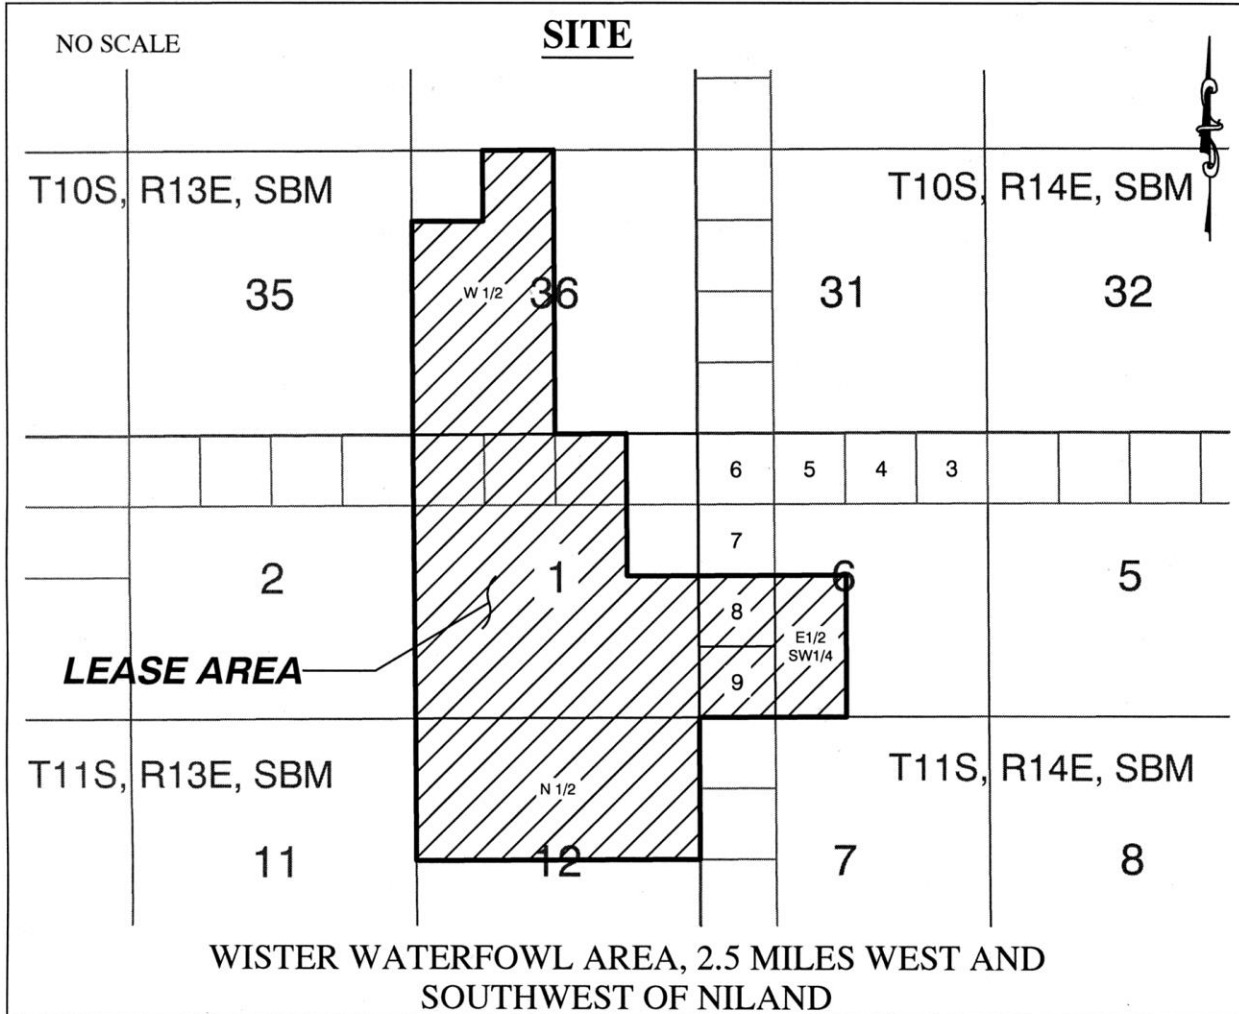 SITE
NO SCALE
T10S, R13E, SBM
T10S, R14E, SBM
35
W 1/2
36
31
32
6
5
4
3
7
2
1
6
5
8
E1/2
SW1/4
LEASE AREA
9
T11S, R13E, SBM
T11S, R14E, SBM
N 1/2
11
12
7
8
WISTER WATERFOWL AREA, 2.5 MILES WEST AND
SOUTHWEST OF NILAND